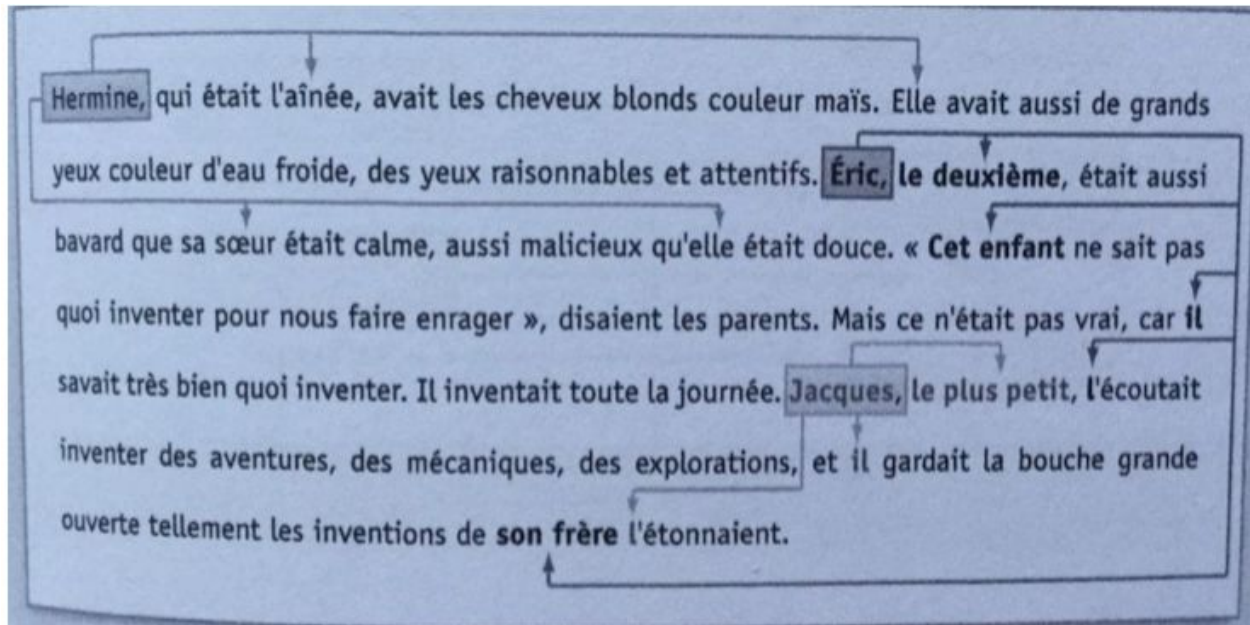 Hermine, qui était l'aînée, avait les cheveux blonds couleur maïs. Elle avait aussi de grands
yeux couleur d'eau froide, des yeux raisonnables et attentifs. Éric, le deuxième, était aussi
bavard que sa sœur était calme, aussi malicieux qu'elle était douce. « Cet enfant ne sait pas
quoi inventer pour nous faire enrager », disaient les parents. Mais ce n'était pas vrai, car il
savait très bien quoi inventer. Il inventait toute la journée. Jacques, le plus petit, l'écoutait
inventer des aventures, des mécaniques, des explorations, et il gardait la bouche grande
ouverte tellement les inventions de son frère l'étonnaient.